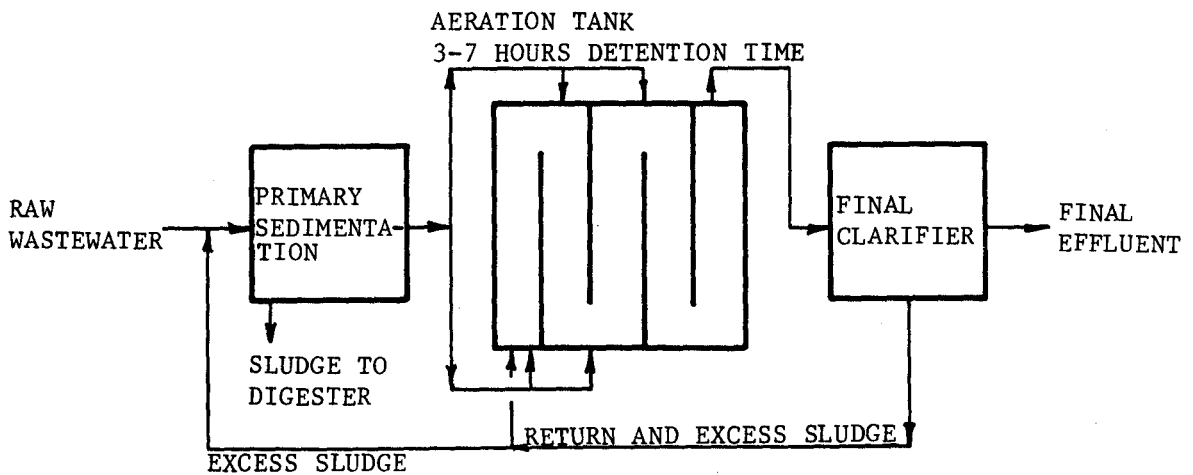 AERATION TANK
3-7 HOURS DETENTION TIME
RAW
WASTEWATER
PRIMARY
SEDIMENTA-
TION
FINAL
CLARIFIER
FINAL
EFFLUENT
SLUDGE TO
DIGESTER
RETURN AND EXCESS SLUDGE
EXCESS SLUDGE